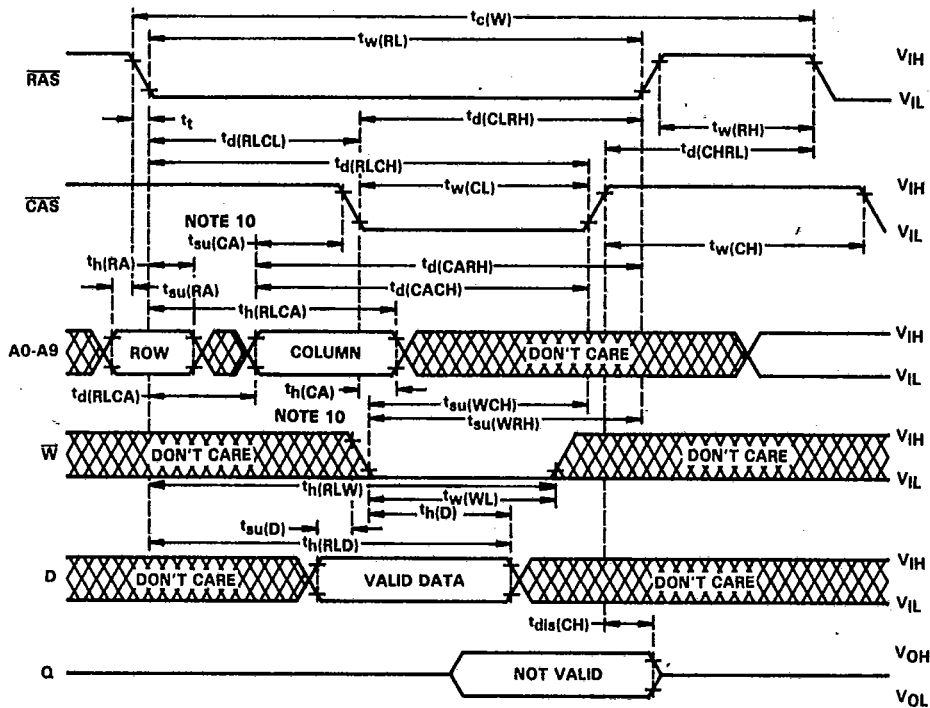 tc(W)
tw(RL)
RAS
VIH
VIL
tt
td(CLRH)
tw(RH)
td(RLCL)
td(CHRL)
td(RLCH)
CAS
tw(CL)
VIH
VIL
NOTE 10
tsu(CA)
tw(CH)
th(RA)
td(CARH)
tsu(RA)
td(CACH)
th(RLCA)
A0-A9
ROW
COLUMN
DON'T CARE
VIH
VIL
td(RLCA)
th(CA)
tsu(WCH)
NOTE 10
tsu(WRH)
W
DON'T CARE
DON'T CARE
VIH
VIL
th(RLW)
tw(WL)
th(D)
tsu(D)
th(RLD)
D
DON'T CARE
VALID DATA
DON'T CARE
VIH
VIL
tdis(CH)
Q
NOT VALID
VOH
VOL